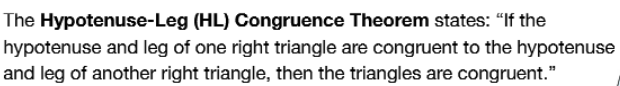 The Hypotenuse-Leg (HL) Congruence Theorem states: “If the
hypotenuse and leg of one right triangle are congruent to the hypotenuse
and leg of another right triangle, then the triangles are congruent.”